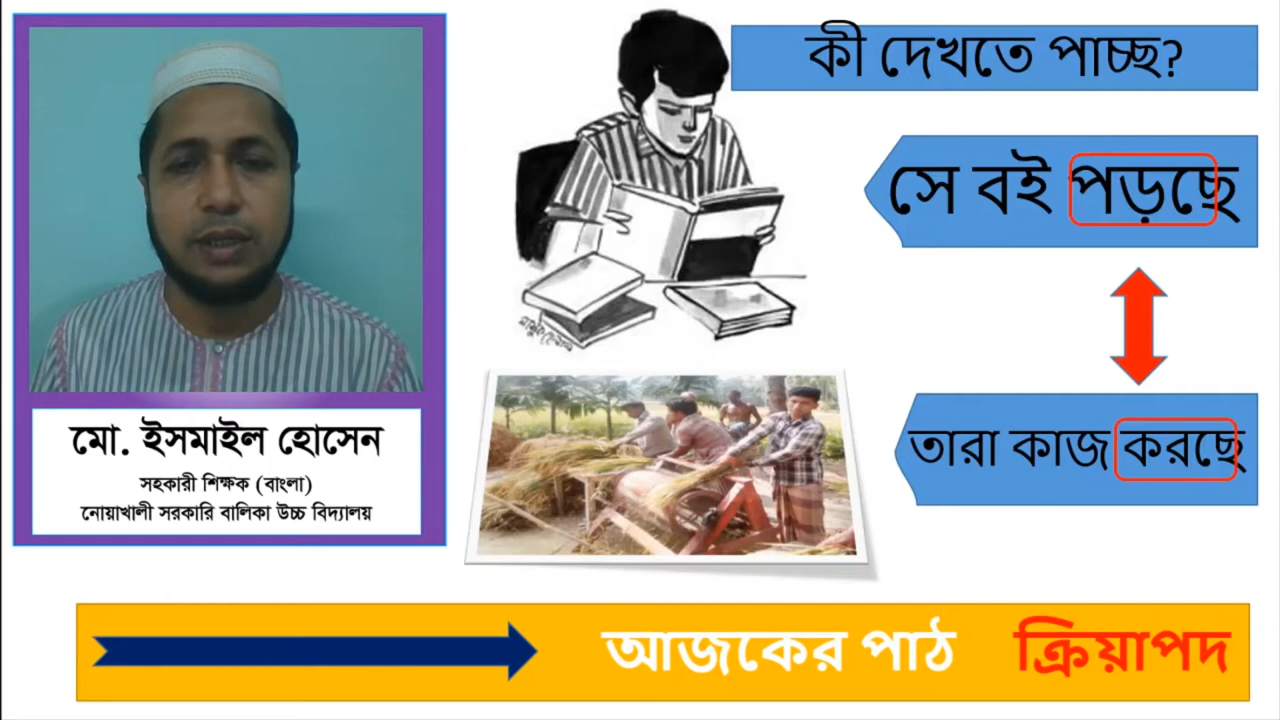 কী দেখতে পাচ্ছ?
সে বই পড়ছে
তারা কাজ করছে
মো. ইসমাইল হোসেন
সহকারী শিক্ষক (বাংলা)
নোয়াখালী সরকারি বালিকা উচ্চ বিদ্যালয়
আজকের পাঠ ক্রিয়াপদ